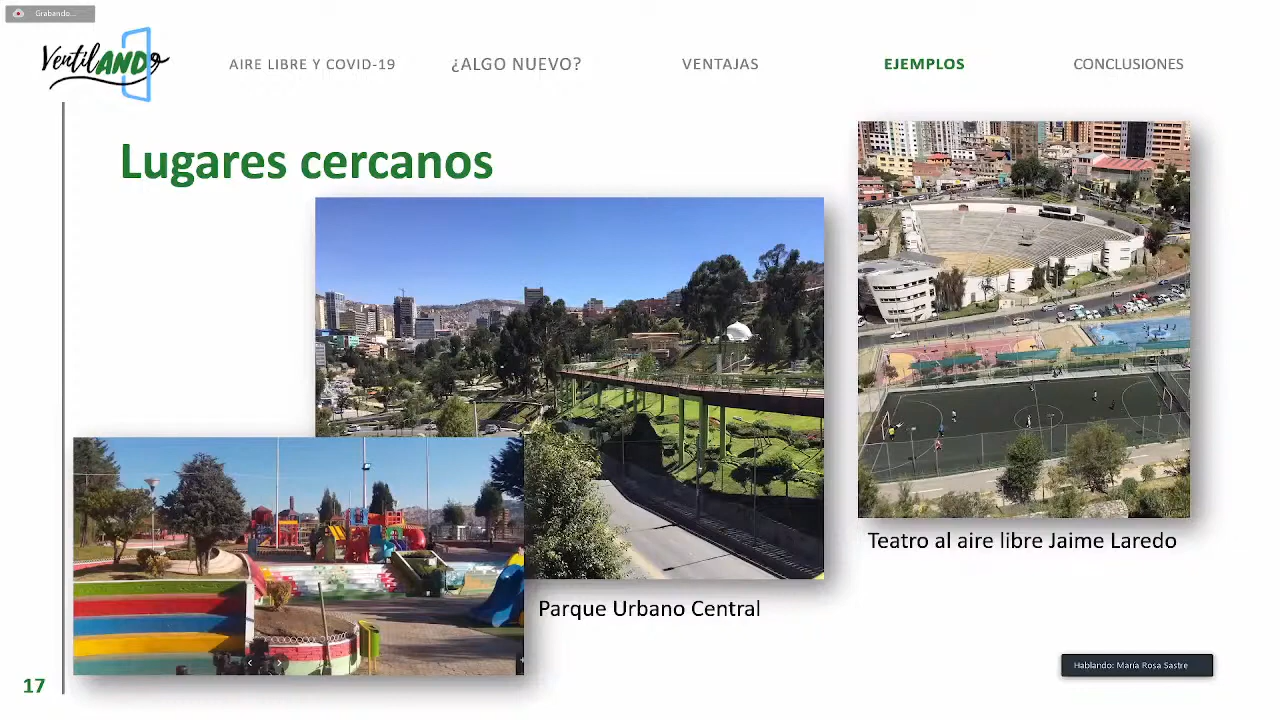 Grabando...
VentilANDo
AIRE LIBRE Y COVID-19
¿ALGO NUEVO?
VENTAJAS
EJEMPLOS
CONCLUSIONES
Lugares cercanos
Teatro al aire libre Jaime Laredo
Parque Urbano Central
Hablando: María Rosa Sastre
17